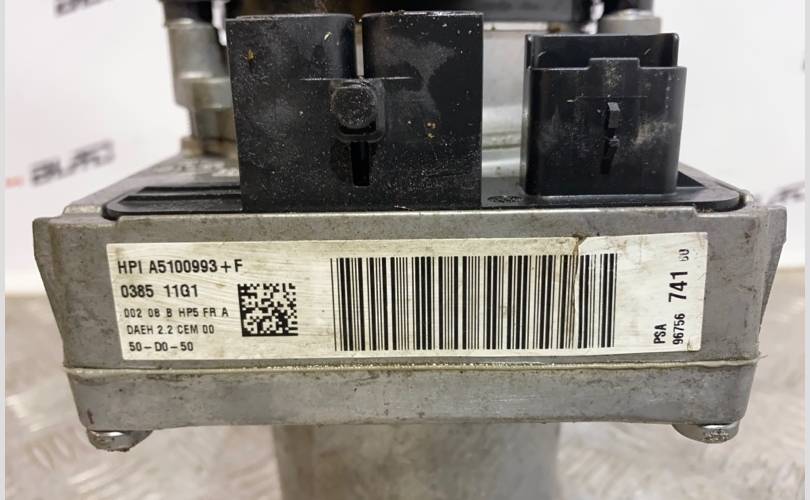 HPI A5100993+F
0385 11G1
002 08 B HP5 FR A
DAEH 2.2 CEM 00
50-D0-50
PSA
96756 741 60